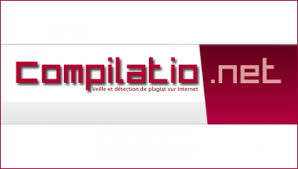 Compilatio.net
Veille et détection de plagiat sur Internet